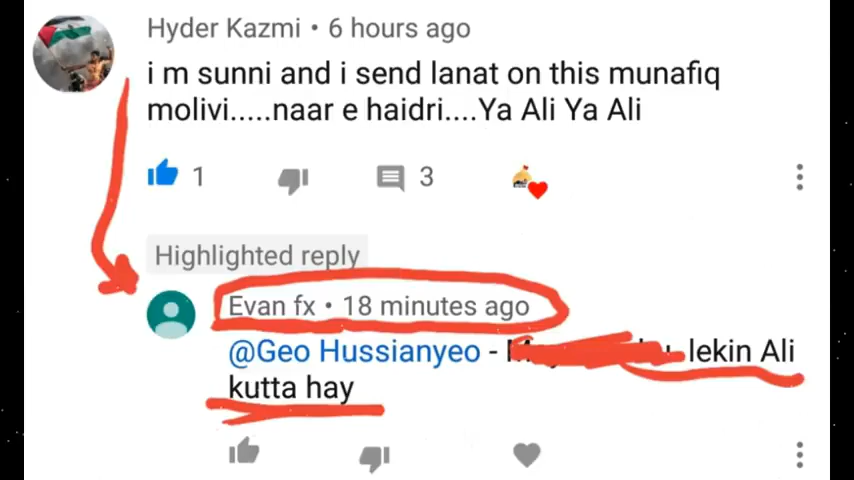 Hyder Kazmi • 6 hours ago
i m sunni and i send lanat on this munafiq
molivi.....naar e haidri....Ya Ali Ya Ali
1
3
Highlighted reply
Evan fx • 18 minutes ago
@Geo Hussianyeo - lekin Ali
kutta hay